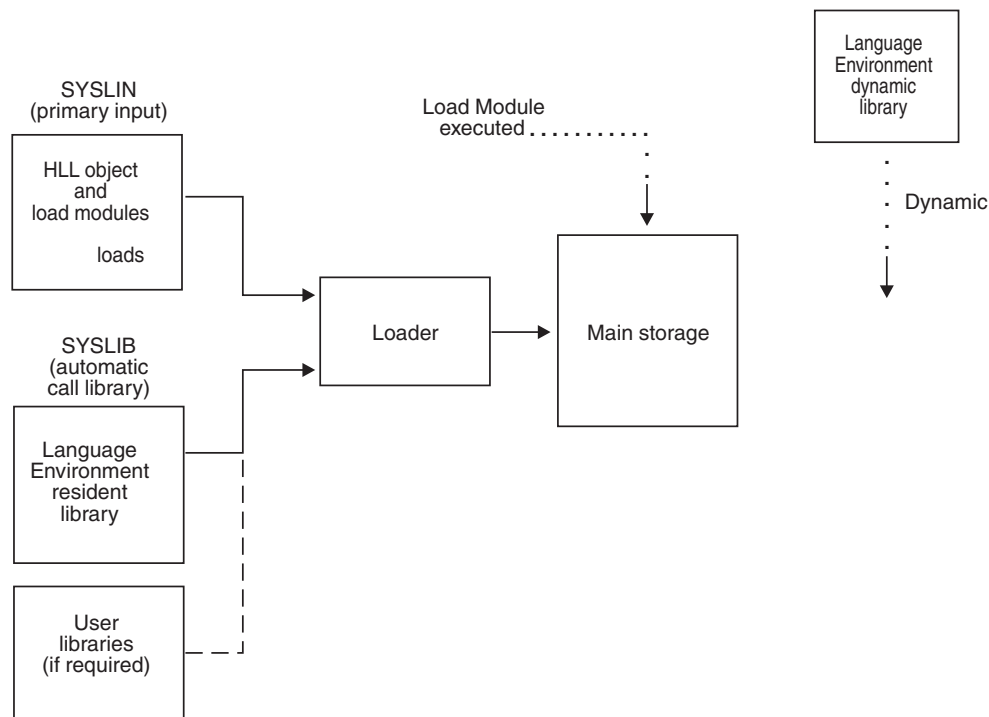 SYSLIN
(primary input)
HLL object
and
load modules
loads
SYSLIB
(automatic
call library)
Language
Environment
resident
library
User
libraries
(if required)
Loader
Load Module
executed
Main storage
Language
Environment
dynamic
library
Dynamic